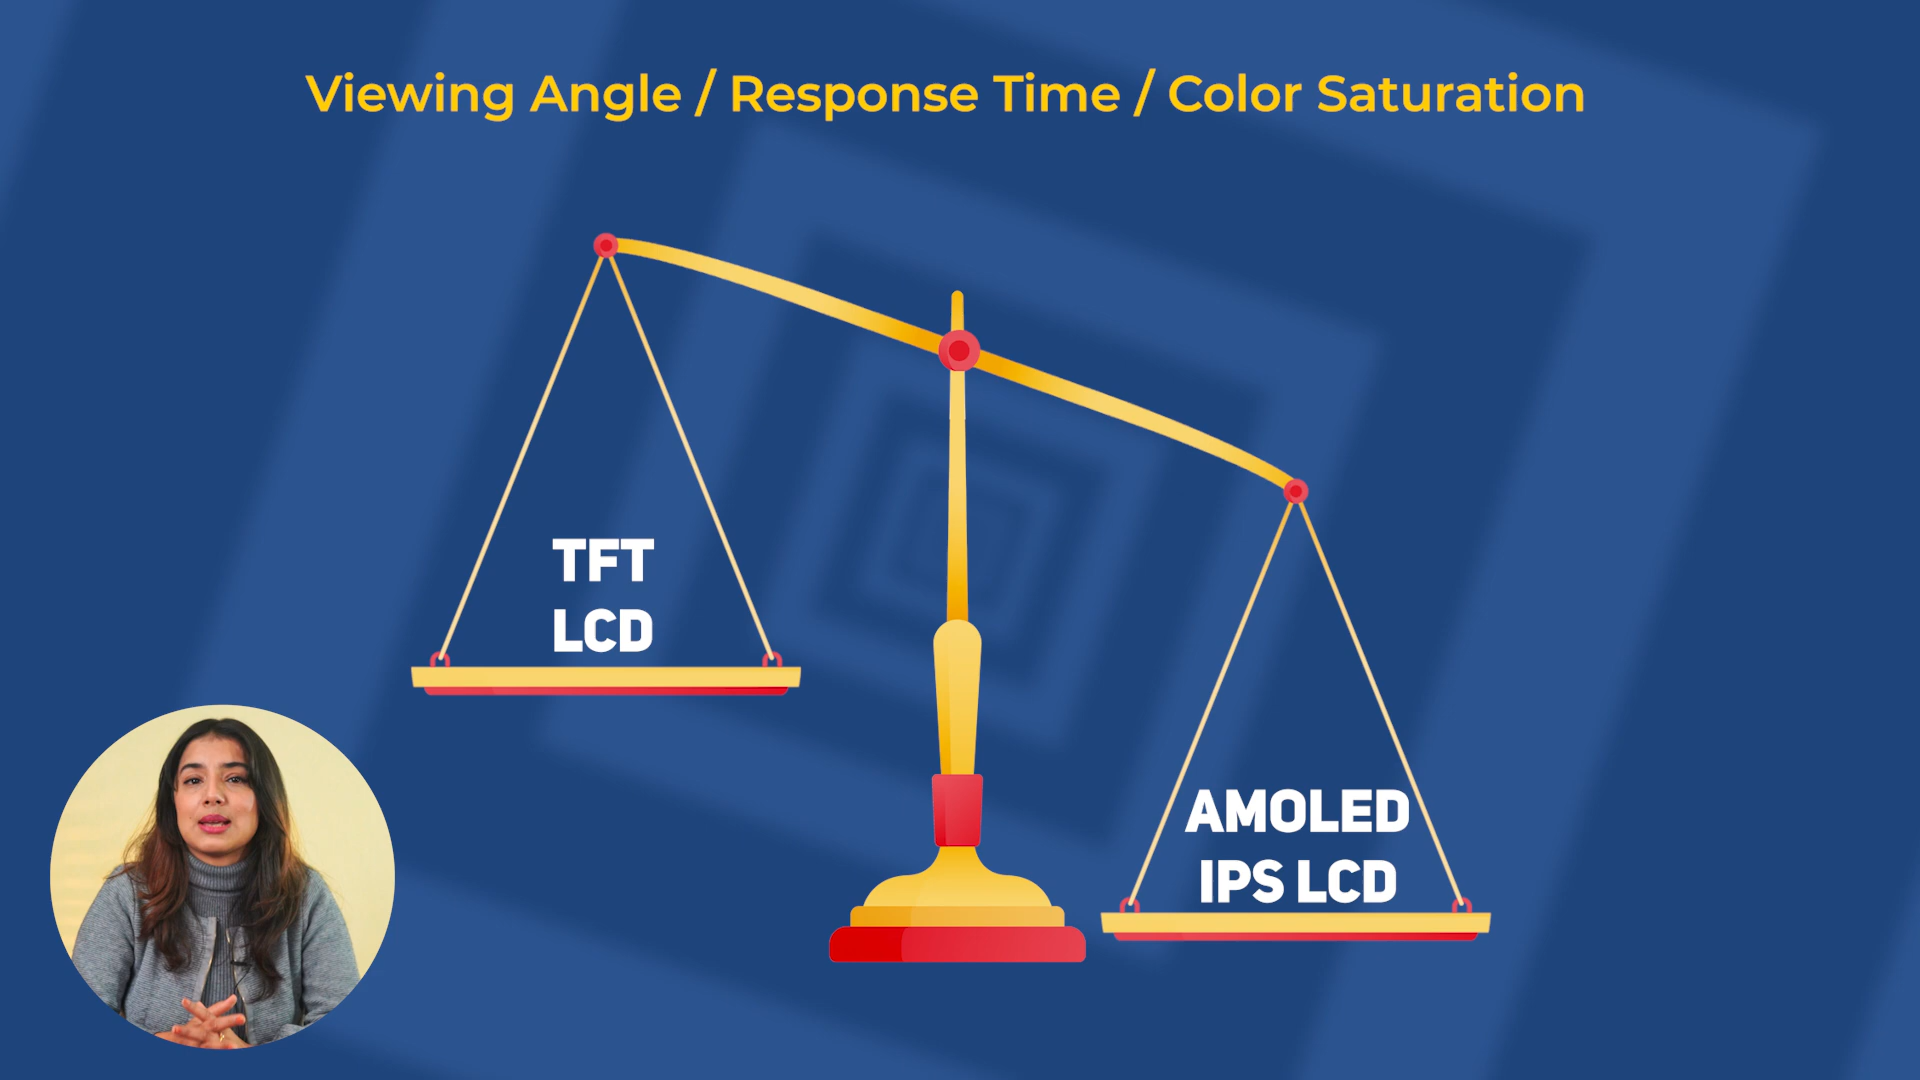 Viewing Angle / Response Time / Color Saturation
TFT
LCD
AMOLED
IPS LCD